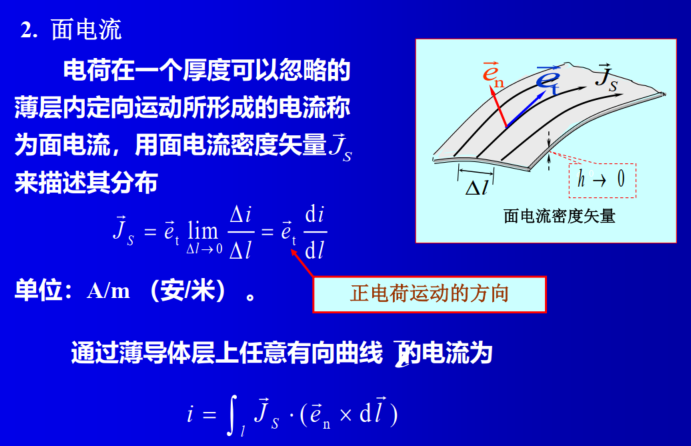 2. 面电流
电荷在一个厚度可以忽略的
薄层内定向运动所形成的电流称
为面电流，用面电流密度矢量 $\vec{J}_S$
来描述其分布
$\vec{J}_S = \vec{e}_t \lim_{\Delta l \to 0} \frac{\Delta i}{\Delta l} = \vec{e}_t \frac{\mathrm{d}i}{\mathrm{d}l}$
单位：A/m （安/米） 。
正电荷运动的方向
$\vec{e}_n$ $\vec{e}_t$ $\vec{J}_S$
$h \to 0$
$\Delta l$
面电流密度矢量
通过薄导体层上任意有向曲线 的电流为
$i = \int_l \vec{J}_S \cdot (\vec{e}_n \times \mathrm{d}\vec{l})$